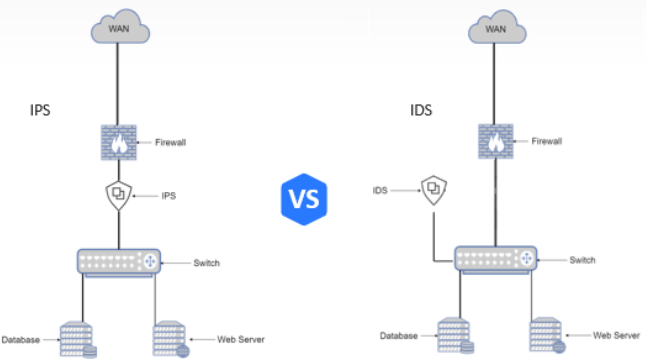 WAN
IPS
Firewall
IPS
Switch
Database
Web Server
VS
WAN
IDS
Firewall
IDS
Switch
Database
Web Server